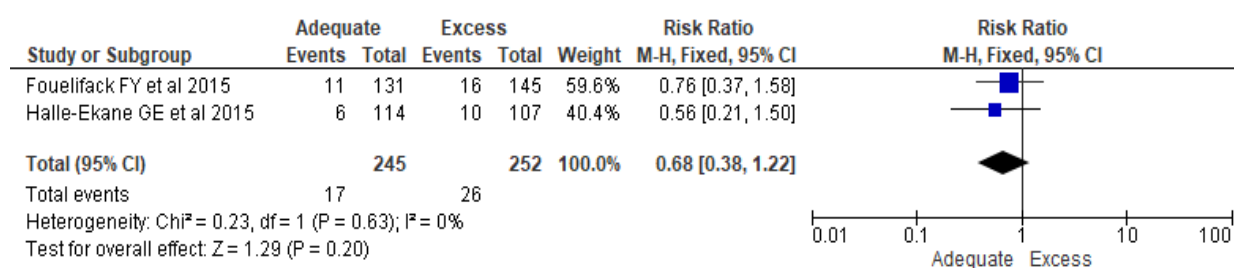 Adequate Excess Risk Ratio Risk Ratio
Study or Subgroup Events Total Events Total Weight M-H, Fixed, 95% CI M-H, Fixed, 95% CI
Fouelifack FY et al 2015 11 131 16 145 59.6% 0.76 [0.37, 1.58]
Halle-Ekane GE et al 2015 6 114 10 107 40.4% 0.56 [0.21, 1.50]
Total (95% CI) 245 252 100.0% 0.68 [0.38, 1.22]
Total events 17 26
Heterogeneity: Chi² = 0.23, df = 1 (P = 0.63); I² = 0%
Test for overall effect: Z = 1.29 (P = 0.20)
0.01 0.1 1 10 100
Adequate Excess